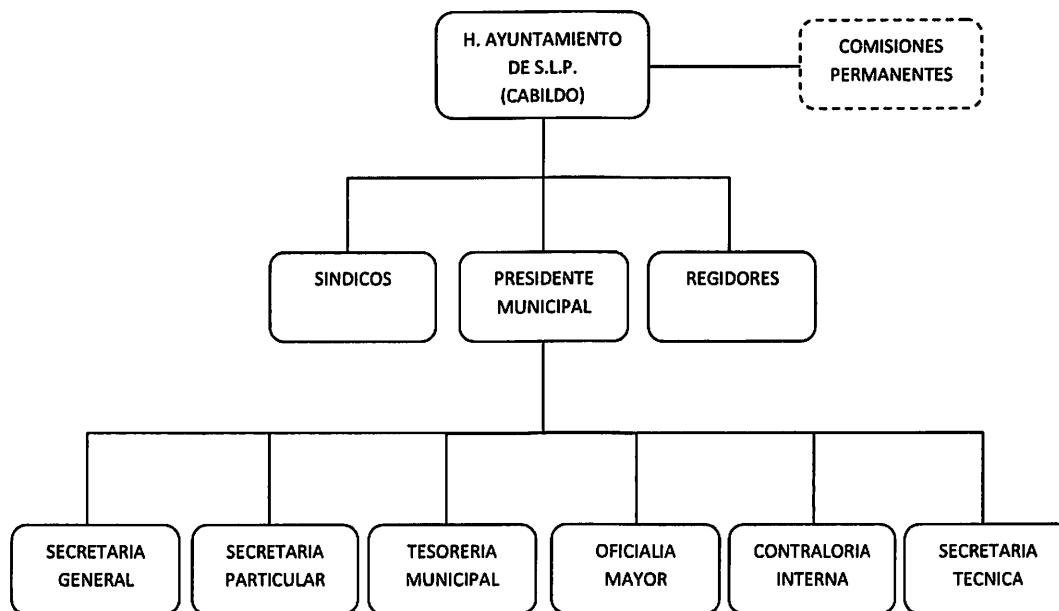 H. AYUNTAMIENTO
DE S.L.P.
(CABILDO)
COMISIONES
PERMANENTES
SINDICOS
PRESIDENTE
MUNICIPAL
REGIDORES
SECRETARIA
GENERAL
SECRETARIA
PARTICULAR
TESORERIA
MUNICIPAL
OFICIALIA
MAYOR
CONTRALORIA
INTERNA
SECRETARIA
TECNICA